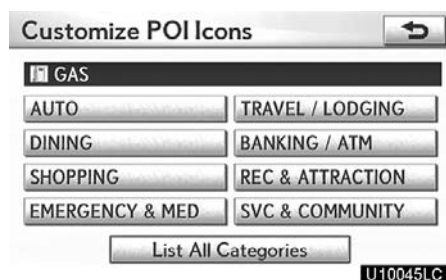 Customize POI Icons
GAS
AUTO
TRAVEL / LODGING
DINING
BANKING / ATM
SHOPPING
REC & ATTRACTION
EMERGENCY & MED
SVC & COMMUNITY
List All Categories
U10045LC